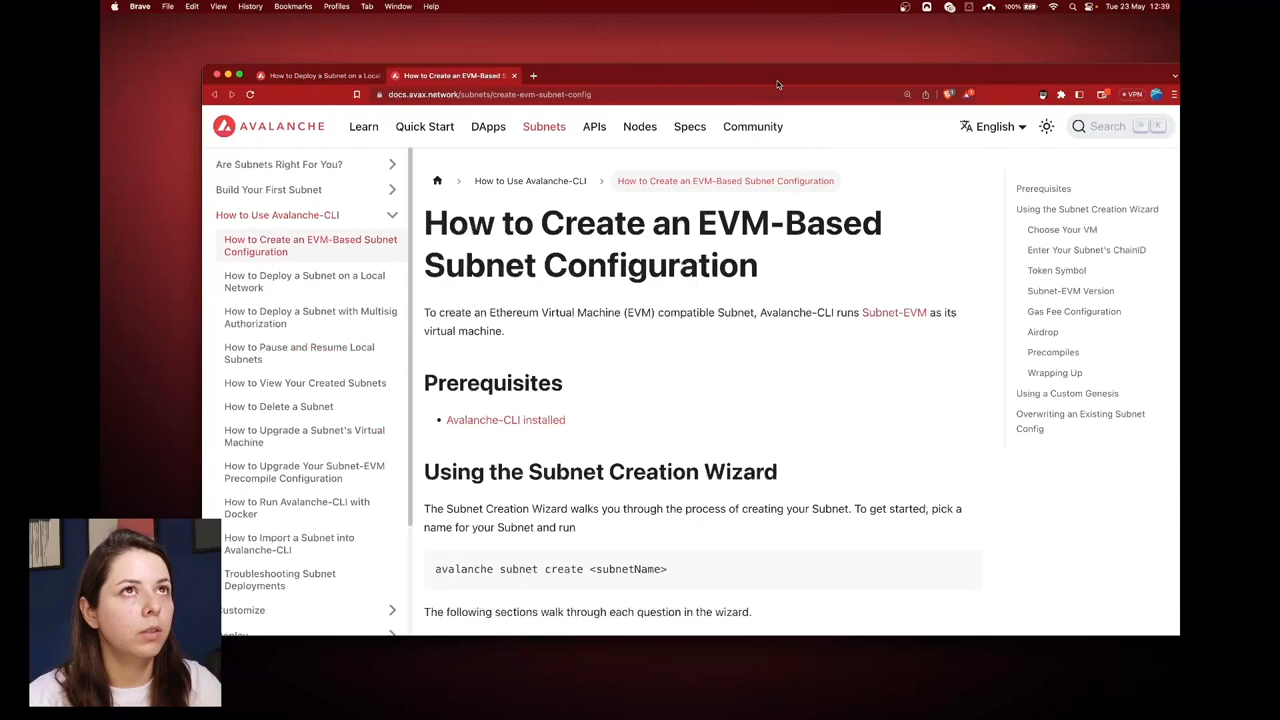 Brave File Edit View History Bookmarks Profiles Tab Window Help 100% Tue 23 May 12:39
How to Deploy a Subnet on a Local How to Create an EVM-Based S
docs.avax.network/subnets/create-evm-subnet-config VPN
AVALANCHE Learn Quick Start DApps Subnets APIs Nodes Specs Community English Search ⌘ K
Are Subnets Right For You?
Build Your First Subnet
How to Use Avalanche-CLI
How to Create an EVM-Based Subnet
Configuration
How to Deploy a Subnet on a Local
Network
How to Deploy a Subnet with Multisig
Authorization
How to Pause and Resume Local
Subnets
How to View Your Created Subnets
How to Delete a Subnet
How to Upgrade a Subnet's Virtual
Machine
How to Upgrade Your Subnet-EVM
Precompile Configuration
How to Run Avalanche-CLI with
Docker
How to Import a Subnet into
Avalanche-CLI
Troubleshooting Subnet
Deployments
ustomize
How to Use Avalanche-CLI How to Create an EVM-Based Subnet Configuration
How to Create an EVM-Based
Subnet Configuration
To create an Ethereum Virtual Machine (EVM) compatible Subnet, Avalanche-CLI runs Subnet-EVM as its
virtual machine.
Prerequisites
• Avalanche-CLI installed
Using the Subnet Creation Wizard
The Subnet Creation Wizard walks you through the process of creating your Subnet. To get started, pick a
name for your Subnet and run
avalanche subnet create <subnetName>
The following sections walk through each question in the wizard.
Prerequisites
Using the Subnet Creation Wizard
Choose Your VM
Enter Your Subnet's ChainID
Token Symbol
Subnet-EVM Version
Gas Fee Configuration
Airdrop
Precompiles
Wrapping Up
Using a Custom Genesis
Overwriting an Existing Subnet
Config